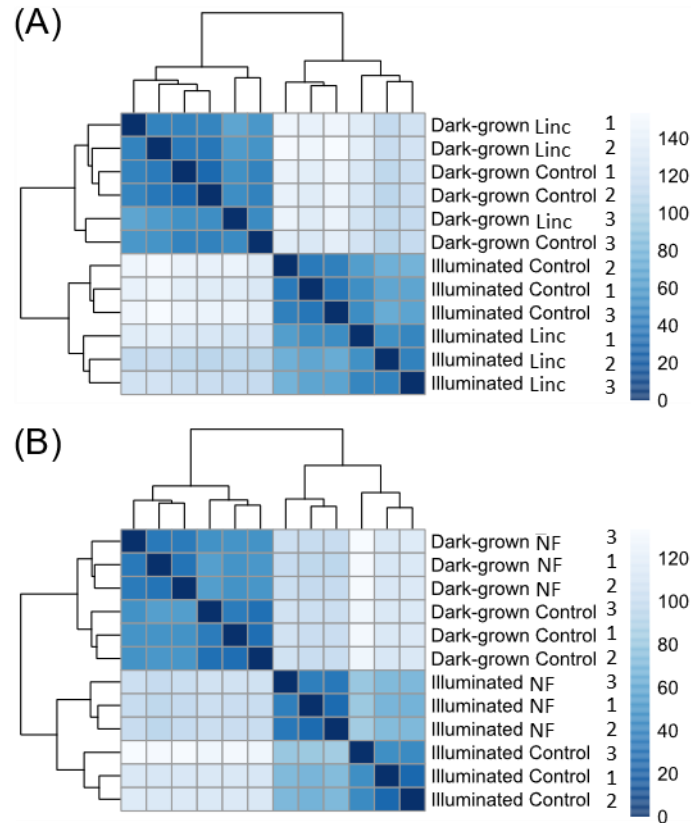 (A)
Dark-grown Linc 1
Dark-grown Linc 2
Dark-grown Control 1
Dark-grown Control 2
Dark-grown Linc 3
Dark-grown Control 3
Illuminated Control 2
Illuminated Control 1
Illuminated Control 3
Illuminated Linc 1
Illuminated Linc 2
Illuminated Linc 3
140
120
100
80
60
40
20
0
(B)
Dark-grown NF 3
Dark-grown NF 1
Dark-grown NF 2
Dark-grown Control 3
Dark-grown Control 1
Dark-grown Control 2
Illuminated NF 3
Illuminated NF 1
Illuminated NF 2
Illuminated Control 3
Illuminated Control 1
Illuminated Control 2
120
100
80
60
40
20
0